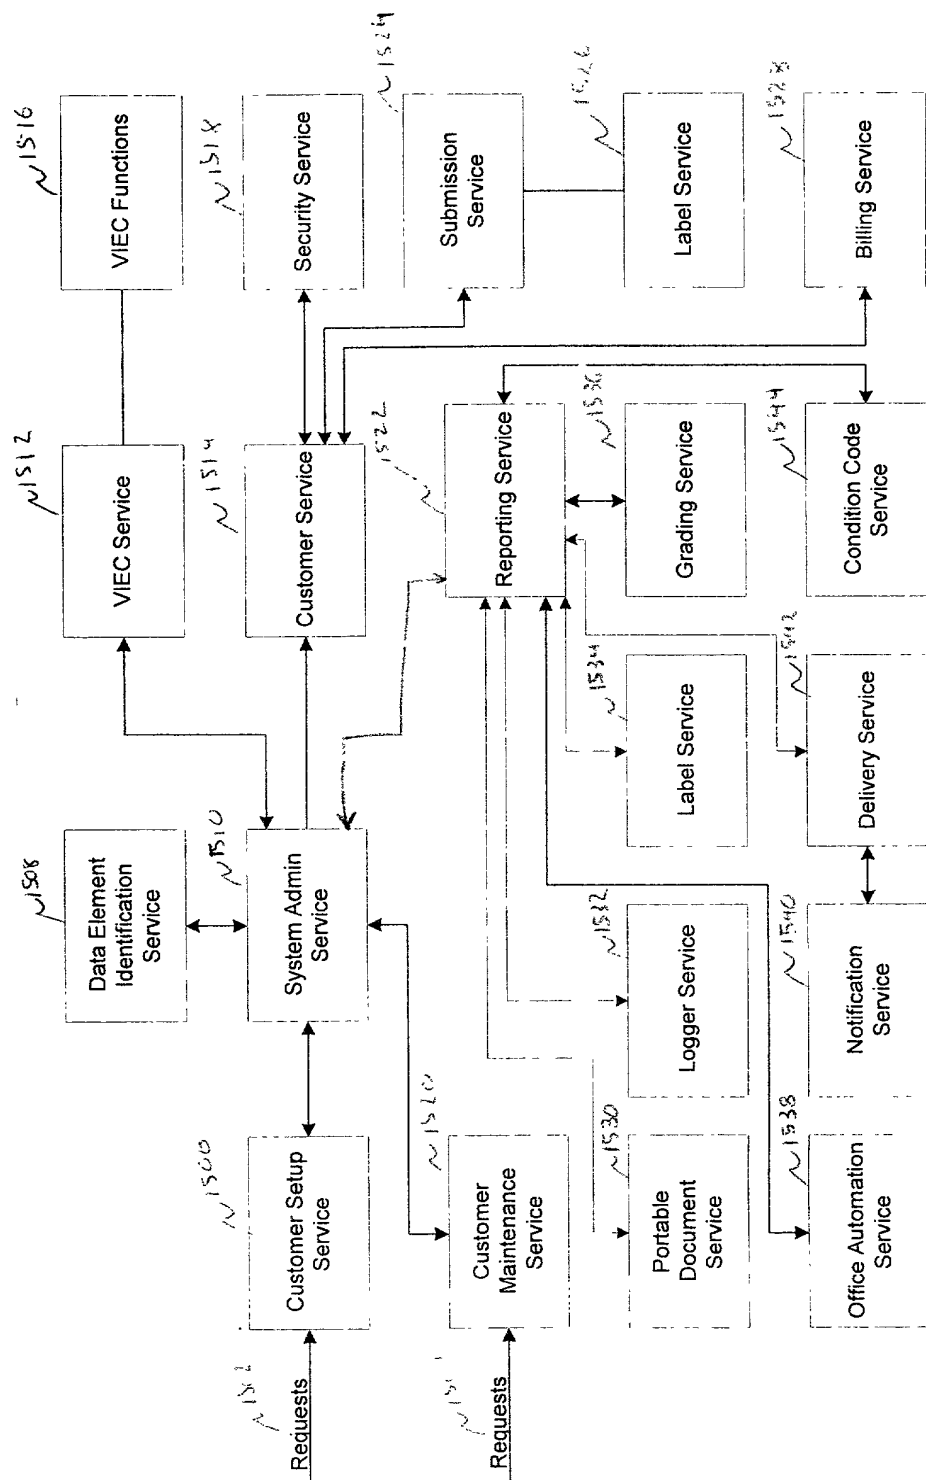 1508
Data Element
Identification
Service
1512
VIEC Service
1516
VIEC Functions
Requests
1500
Customer Setup
Service
1510
System Admin
Service
1514
Customer Service
1518
Security Service
Requests
1520
Customer
Maintenance
Service
1522
Reporting Service
1524
Submission
Service
1530
Portable
Document
Service
1532
Logger Service
1534
Label Service
1536
Grading Service
1526
Label Service
1538
Office Automation
Service
1540
Notification
Service
1542
Delivery Service
1544
Condition Code
Service
1528
Billing Service